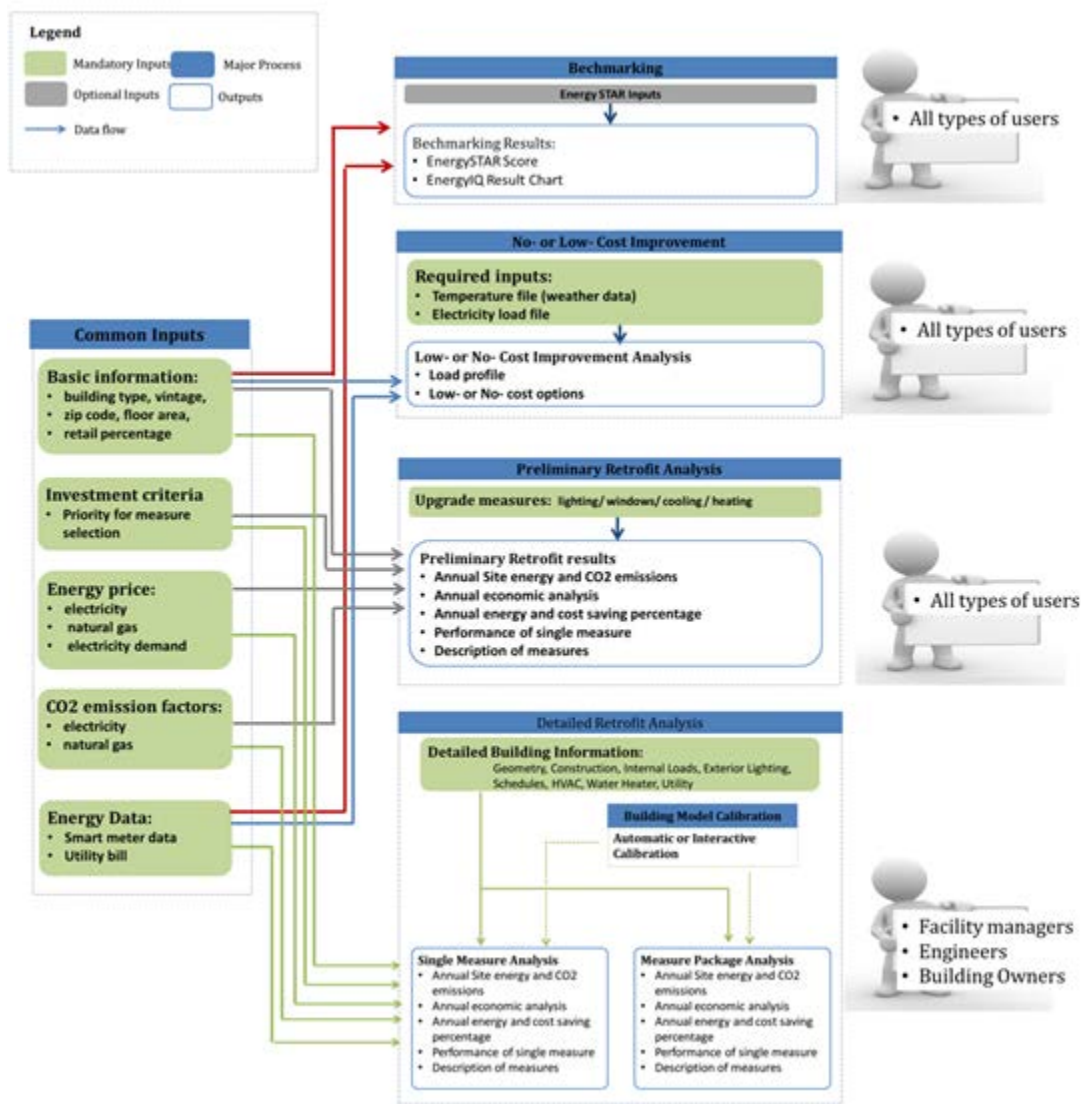 Legend
Mandatory Inputs
Major Process
Optional Inputs
Outputs
Data flow
Bechmarking
Energy STAR Inputs
Bechmarking Results:
• EnergySTAR Score
• EnergyIQ Result Chart
• All types of users
No- or Low- Cost Improvement
Required inputs:
• Temperature file (weather data)
• Electricity load file
Low- or No- Cost Improvement Analysis
• Load profile
• Low- or No- cost options
• All types of users
Common Inputs
Basic information:
• building type, vintage,
• zip code, floor area,
• retail percentage
Investment criteria
• Priority for measure
selection
Energy price:
• electricity
• natural gas
• electricity demand
CO2 emission factors:
• electricity
• natural gas
Energy Data:
• Smart meter data
• Utility bill
Preliminary Retrofit Analysis
Upgrade measures: lighting/ windows/ cooling / heating
Preliminary Retrofit results
• Annual Site energy and CO2 emissions
• Annual economic analysis
• Annual energy and cost saving percentage
• Performance of single measure
• Description of measures
• All types of users
Detailed Retrofit Analysis
Detailed Building Information:
Geometry, Construction, Internal Loads, Exterior Lighting,
Schedules, HVAC, Water Heater, Utility
Building Model Calibration
Automatic or Interactive
Calibration
Single Measure Analysis
• Annual Site energy and CO2
emissions
• Annual economic analysis
• Annual energy and cost saving
percentage
• Performance of single measure
• Description of measures
Measure Package Analysis
• Annual Site energy and CO2
emissions
• Annual economic analysis
• Annual energy and cost saving
percentage
• Performance of single measure
• Description of measures
• Facility managers
• Engineers
• Building Owners